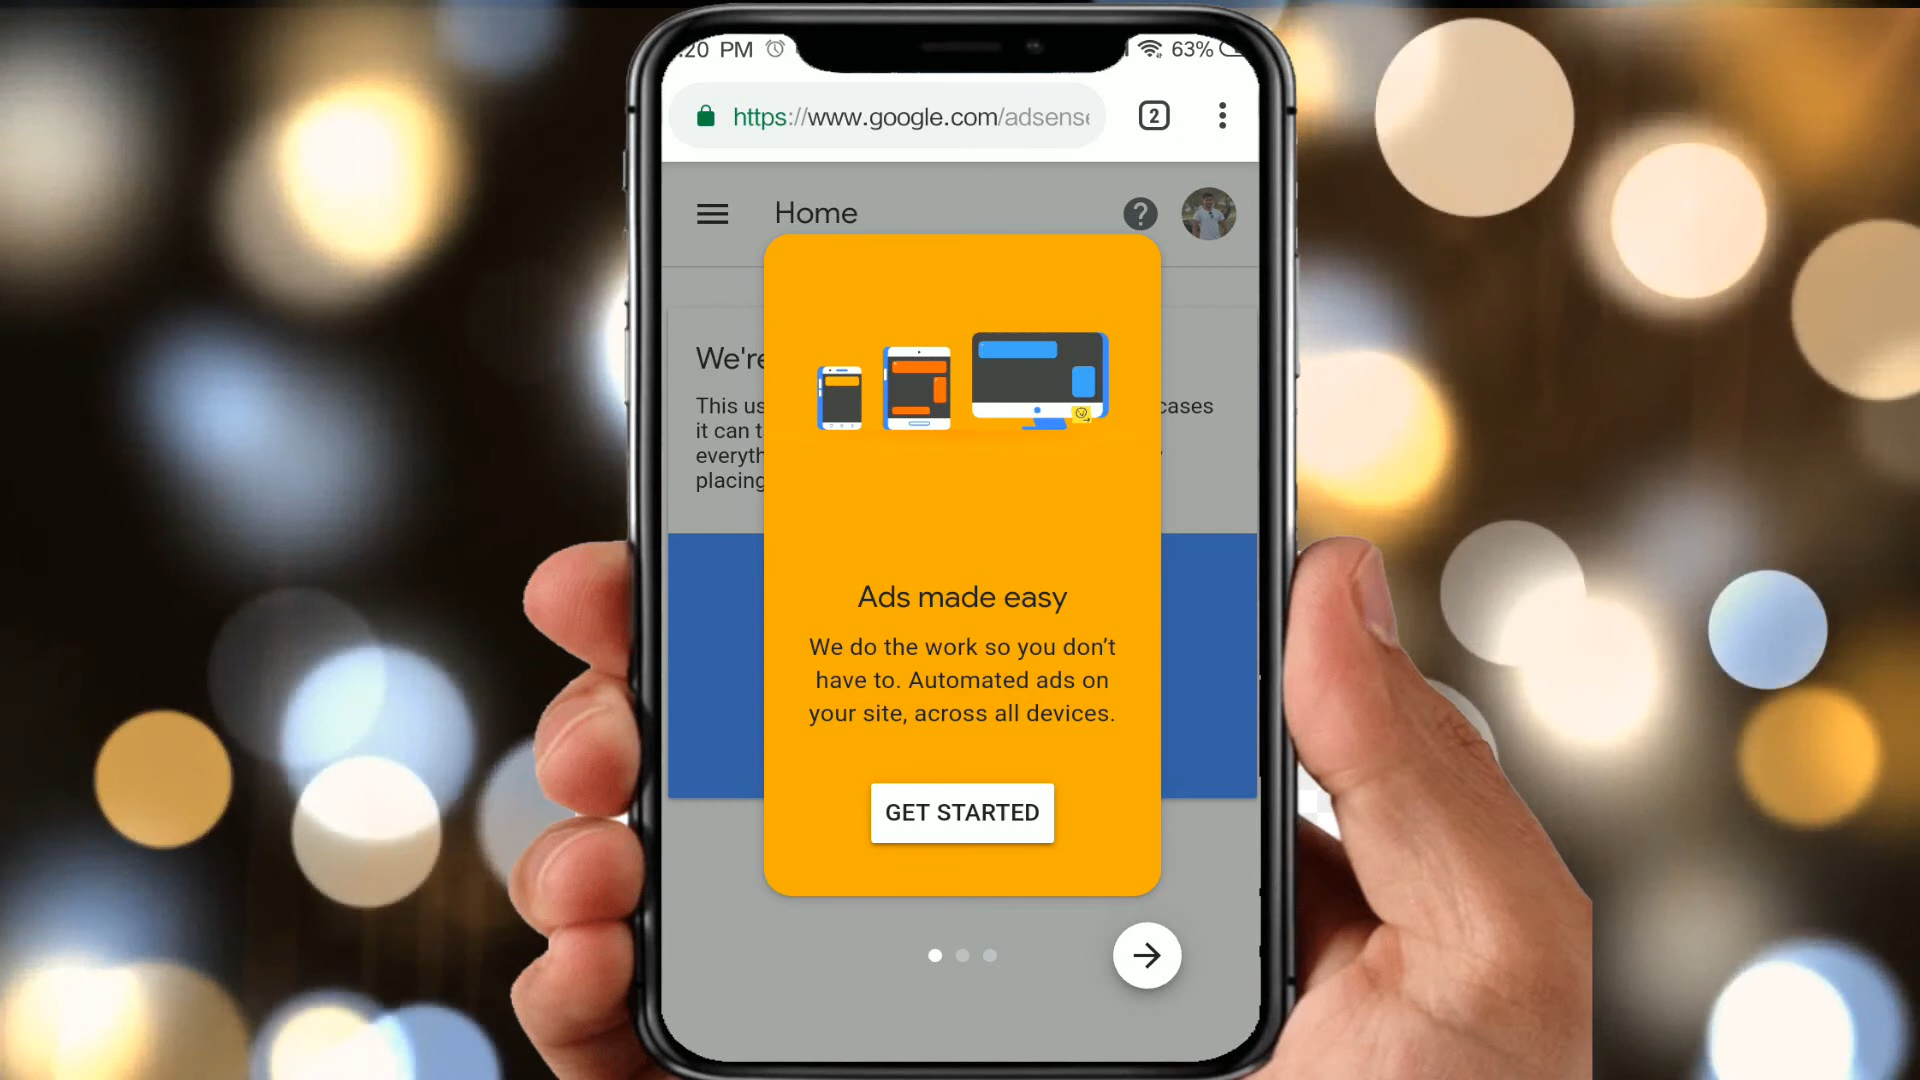 :20 PM 63%
https://www.google.com/adsense 2
Home ?
We're
This us cases
it can t
everyth
placing
Ads made easy
We do the work so you don't
have to. Automated ads on
your site, across all devices.
GET STARTED